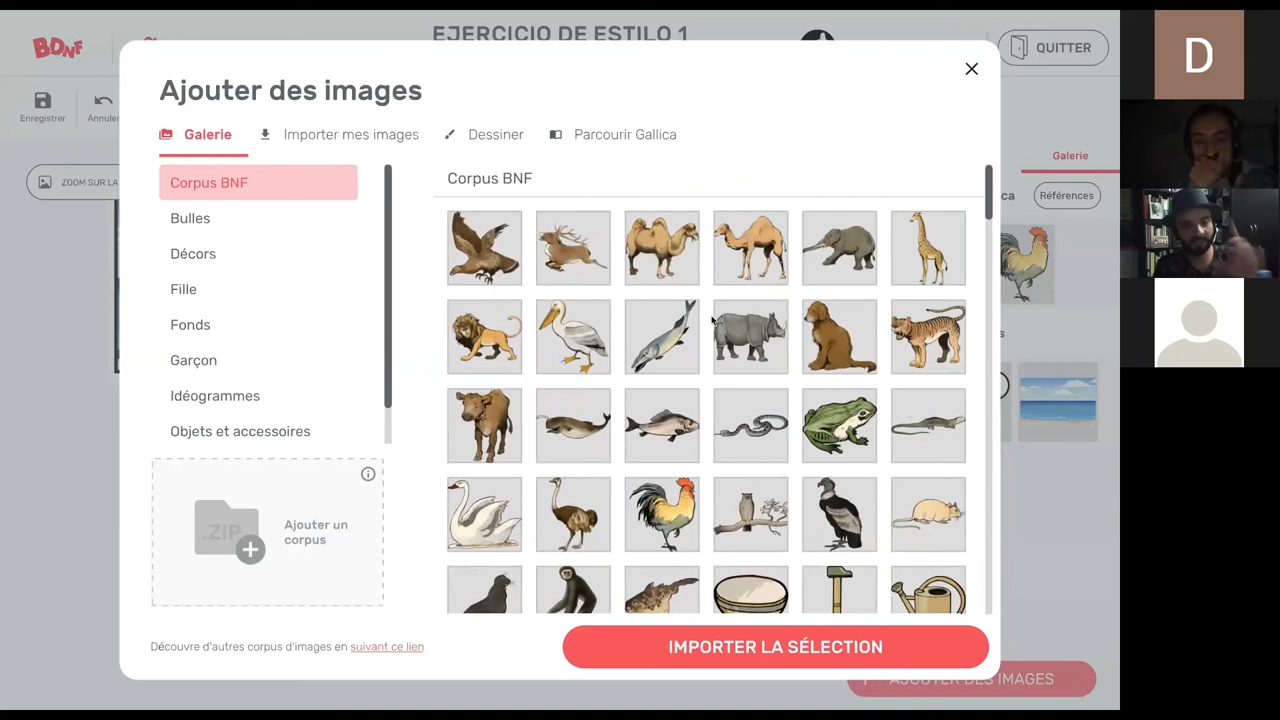 BDNF
EJERCICIO DE ESTILO 1
QUITTER
D
Enregistrer
Annuler
ZOOM SUR LA
Galerie
Références
Ajouter des images
Galerie
Importer mes images
Dessiner
Parcourir Gallica
Corpus BNF
Bulles
Décors
Fille
Fonds
Garçon
Idéogrammes
Objets et accessoires
Corpus BNF
.ZIP
Ajouter un
corpus
Découvre d'autres corpus d'images en suivant ce lien
IMPORTER LA SÉLECTION
AJOUTER DES IMAGES